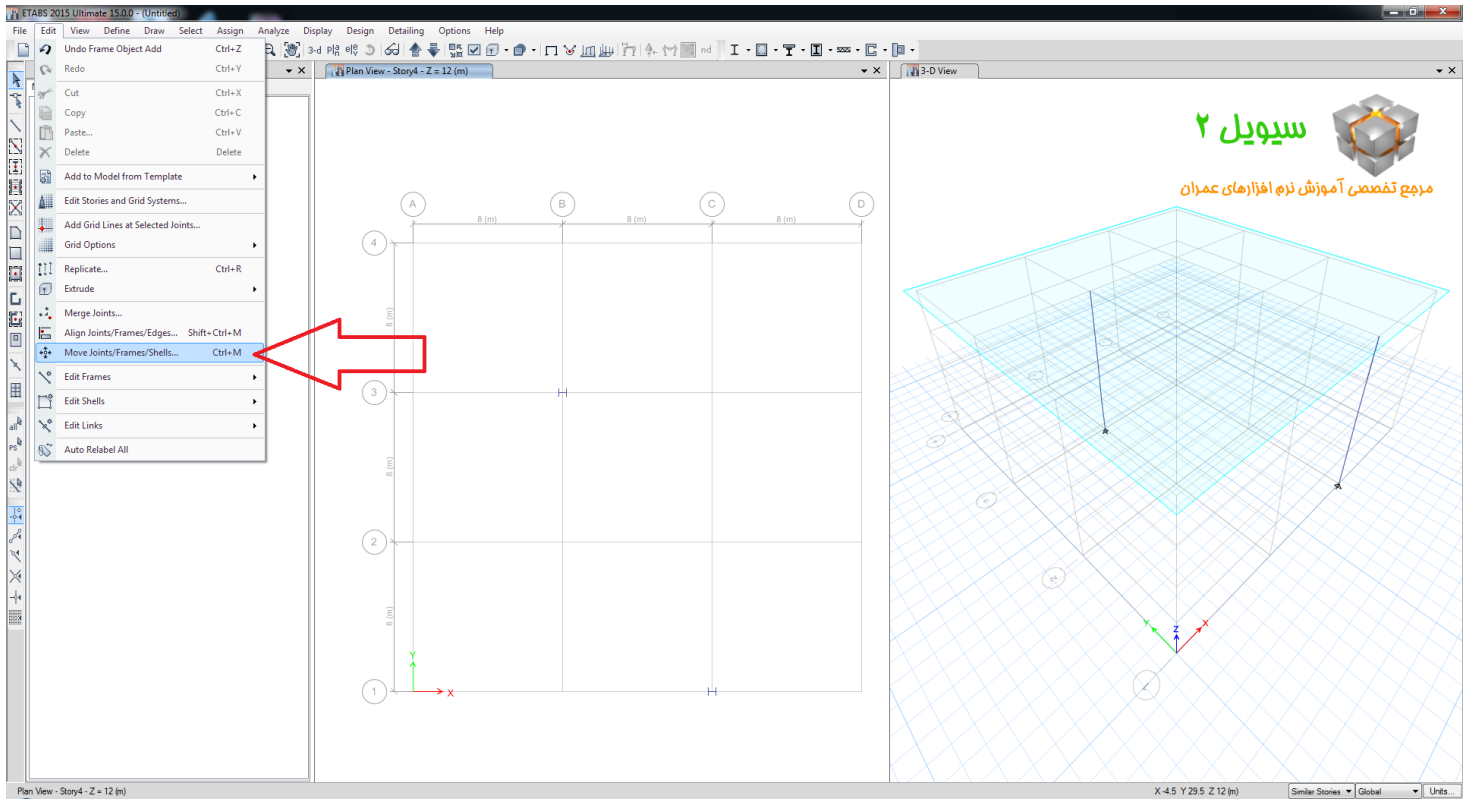 ETABS 2015 Ultimate 15.0.0 - (Untitled)
File Edit View Define Draw Select Assign Analyze Display Design Detailing Options Help
3-d
nd
Undo Frame Object Add Ctrl+Z
Redo Ctrl+Y
Cut Ctrl+X
Copy Ctrl+C
Paste... Ctrl+V
Delete Delete
Add to Model from Template
Edit Stories and Grid Systems...
Add Grid Lines at Selected Joints...
Grid Options
Replicate... Ctrl+R
Extrude
Merge Joints...
Align Joints/Frames/Edges... Shift+Ctrl+M
Move Joints/Frames/Shells... Ctrl+M
Edit Frames
Edit Shells
Edit Links
Auto Relabel All
all
PS
clr
Plan View - Story4 - Z = 12 (m)
A B C D
8 (m) 8 (m) 8 (m)
4
8 (m)
3
8 (m)
2
8 (m)
1
Y
X
3-D View
سیویل ۲
مرجع تخصصی آموزش نرم افزارهای عمران
Y Z X
Plan View - Story4 - Z = 12 (m)
X -4.5 Y 29.5 Z 12 (m)
Similar Stories Global Units...